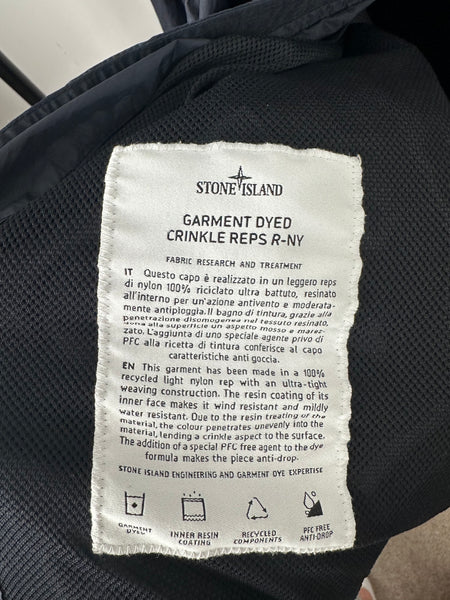 STONE ISLAND
GARMENT DYED
CRINKLE REPS R-NY
FABRIC RESEARCH AND TREATMENT
IT Questo capo è realizzato in un leggero reps
di nylon 100% riciclato ultra battuto, resinato
all'interno per un'azione antivento e moderata-
mente antipioggia. Il bagno di tintura, grazie alla
penetrazione disomogenea nel tessuto resinato,
dona alla superficie un aspetto mosso e marez-
zato. L'aggiunta di uno speciale agente privo di
PFC alla ricetta di tintura conferisce al capo
caratteristiche anti goccia.
EN This garment has been made in a 100%
recycled light nylon rep with an ultra-tight
weaving construction. The resin coating of its
inner face makes it wind resistant and mildly
water resistant. Due to the resin treating of the
material, the colour penetrates unevenly into the
material, lending a crinkle aspect to the surface.
The addition of a special PFC free agent to the dye
formula makes the piece anti-drop.
STONE ISLAND ENGINEERING AND GARMENT DYE EXPERTISE
GARMENT
DYED
INNER RESIN
COATING
RECYCLED
COMPONENTS
PFC FREE
ANTI-DROP